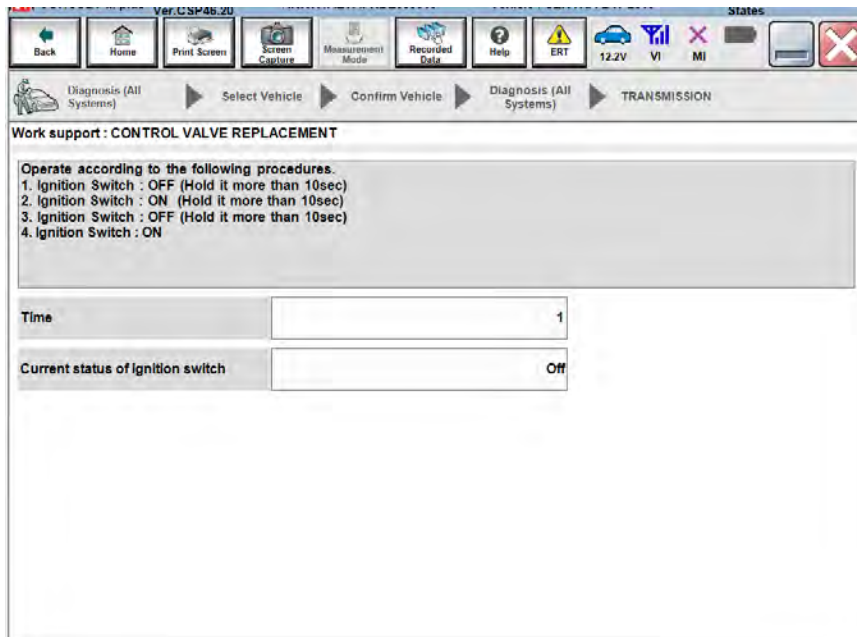 Ver.CSP46.20
States
Back
Home
Print Screen
Screen Capture
Measurement Mode
Recorded Data
Help
ERT
12.2V
VI
MI
Diagnosis (All Systems)
Select Vehicle
Confirm Vehicle
Diagnosis (All Systems)
TRANSMISSION
Work support : CONTROL VALVE REPLACEMENT
Operate according to the following procedures.
1. Ignition Switch : OFF (Hold it more than 10sec)
2. Ignition Switch : ON (Hold it more than 10sec)
3. Ignition Switch : OFF (Hold it more than 10sec)
4. Ignition Switch : ON
Time
1
Current status of ignition switch
Off